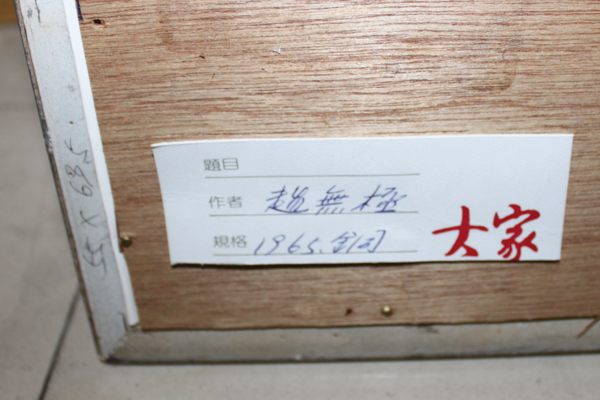 題目
作者 趙無極
規格 1965.
大家